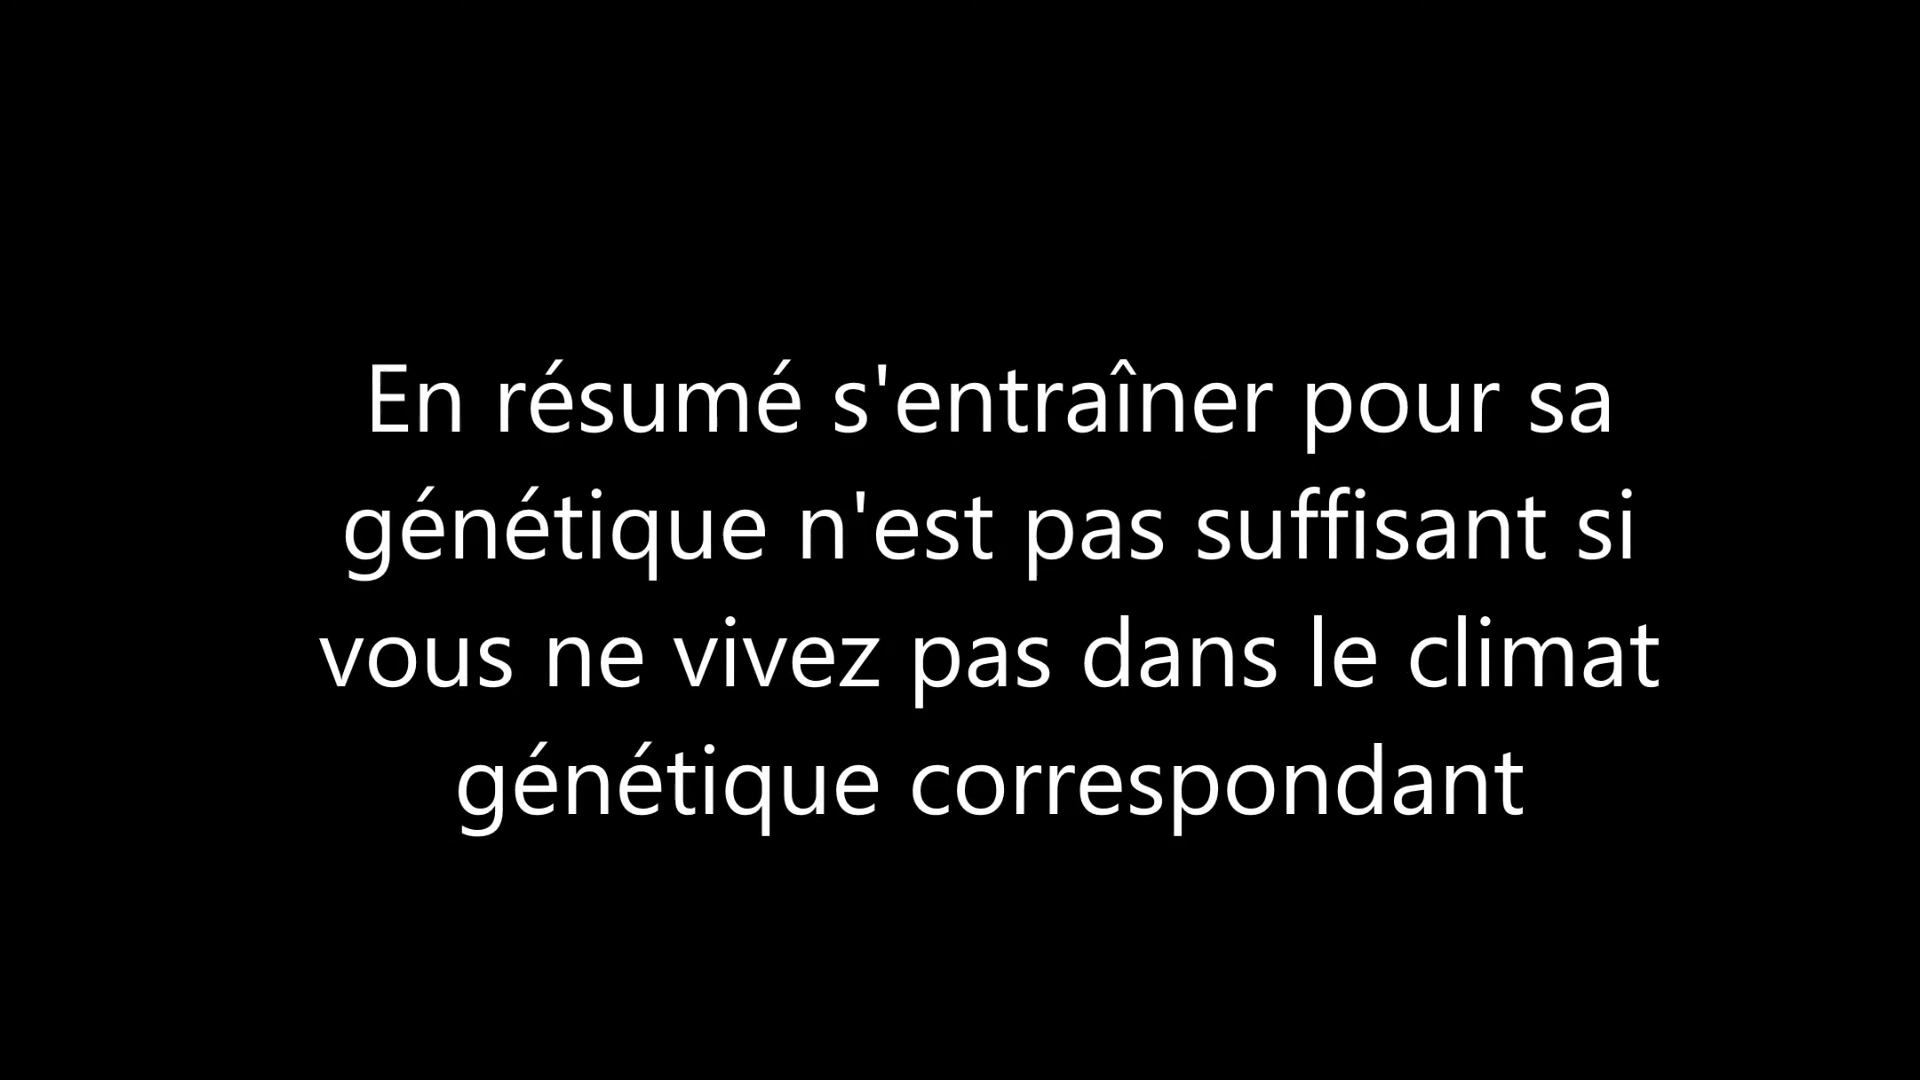 En résumé s'entraîner pour sa
génétique n'est pas suffisant si
vous ne vivez pas dans le climat
génétique correspondant